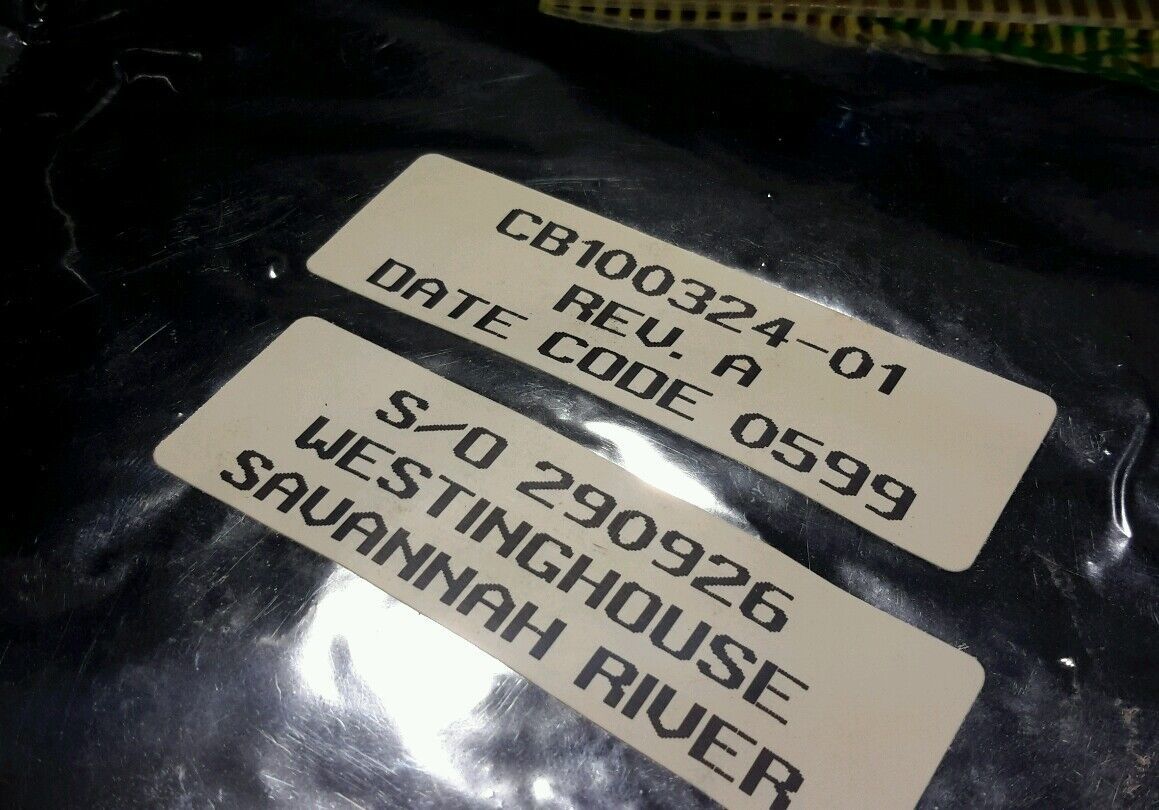 CB100324-01
REV. A
DATE CODE 0599
S/O 290926
WESTINGHOUSE
SAVANNAH RIVER